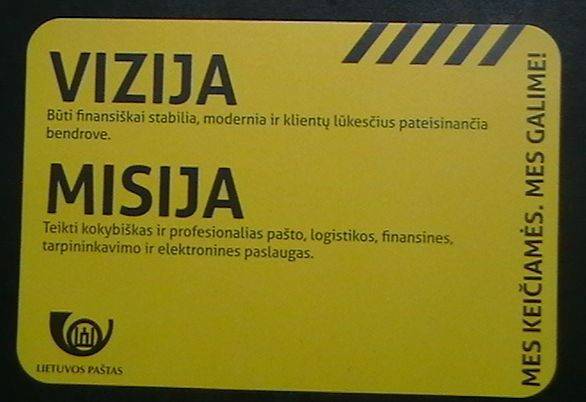 VIZIJA
Būti finansiškai stabilia, modernia ir klientų lūkesčius pateisinančia
bendrove.
MISIJA
Teikti kokybiškas ir profesionalias pašto, logistikos, finansines,
tarpininkavimo ir elektronines paslaugas.
LIETUVOS PAŠTAS
MES KEIČIAMĖS. MES GALIME!